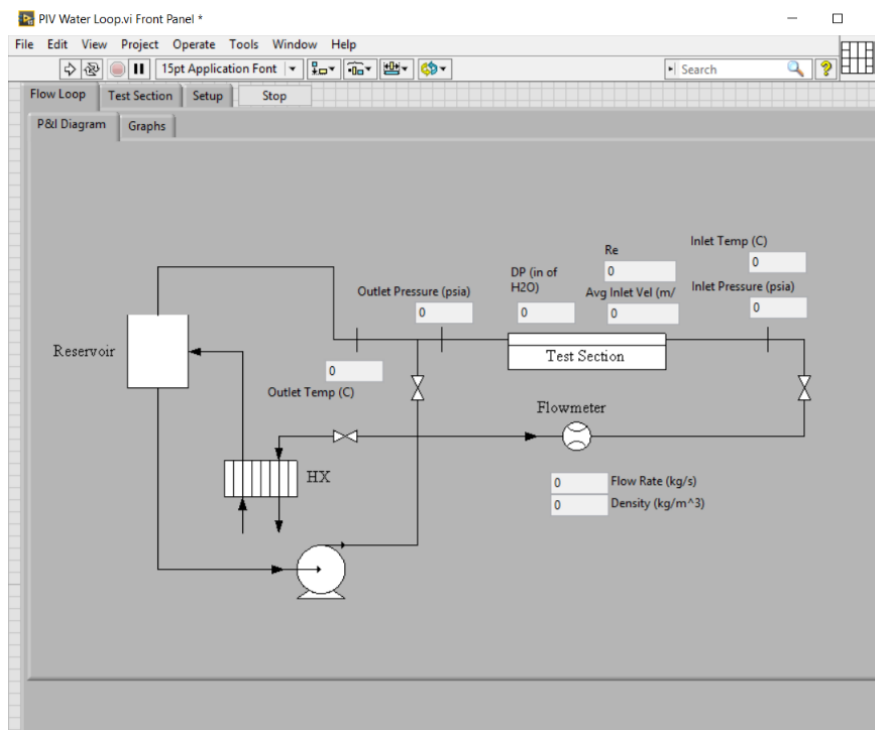 PIV Water Loop.vi Front Panel *
File Edit View Project Operate Tools Window Help
15pt Application Font
Search
?
Flow Loop Test Section Setup Stop
P&I Diagram Graphs
Inlet Temp (C)
Re
0
0
DP (in of
H2O)
Outlet Pressure (psia)
Avg Inlet Vel (m/
Inlet Pressure (psia)
0
0
0
0
Reservoir
Test Section
0
Outlet Temp (C)
Flowmeter
HX
0 Flow Rate (kg/s)
0 Density (kg/m^3)